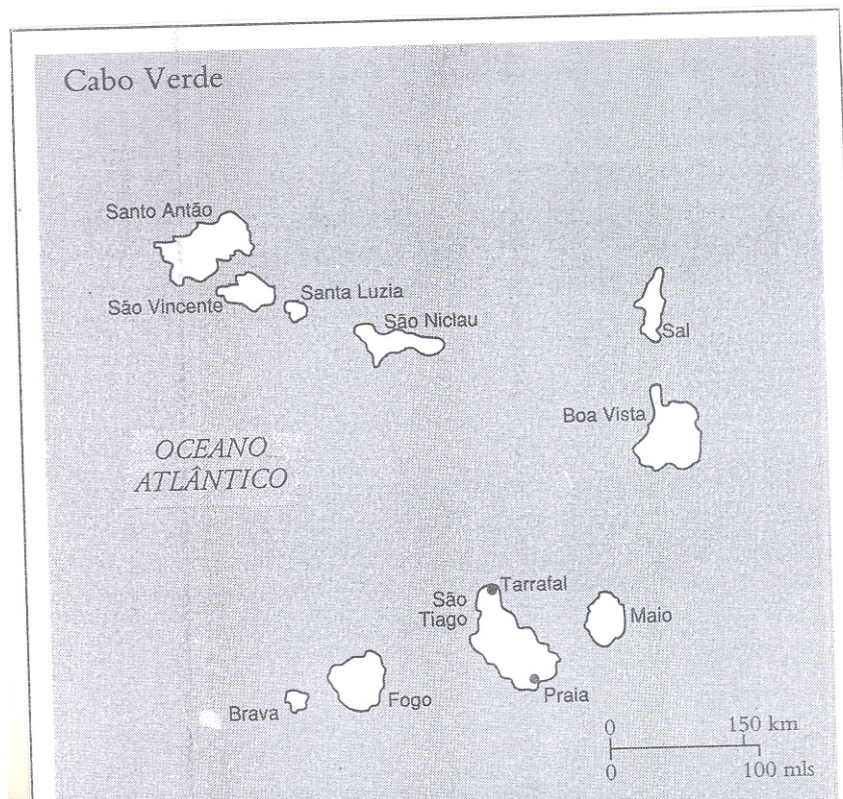 Cabo Verde
Santo Antão
São Vincente
Santa Luzia
São Niclau
Sal
Boa Vista
OCEANO
ATLÂNTICO
São
Tiago
Tarrafal
Maio
Praia
Fogo
Brava
0 150 km
0 100 mls